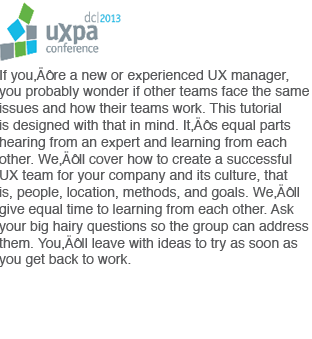 dc|2013
uxpa
conference
If you‚Äôre a new or experienced UX manager,
you probably wonder if other teams face the same
issues and how their teams work. This tutorial
is designed with that in mind. It‚Äôs equal parts
hearing from an expert and learning from each
other. We‚Äôll cover how to create a successful
UX team for your company and its culture, that
is, people, location, methods, and goals. We‚Äôll
give equal time to learning from each other. Ask
your big hairy questions so the group can address
them. You‚Äôll leave with ideas to try as soon as
you get back to work.